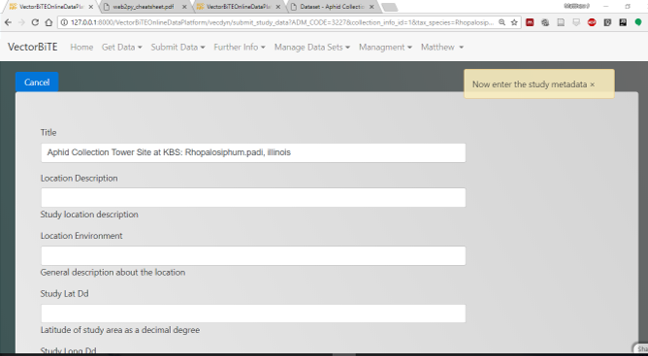 VectorBiTEOnlineDataPla
web2py_cheatsheet.pdf
VectorBiTEOnlineDataPla
Dataset - Aphid Collecti
127.0.0.1:8000/VectorBiTEOnlineDataPlatform/vecdyn/submit_study_data?ADM_CODE=3227&collection_info_id=1&tax_species=Rhopalosip...
VectorBiTE Home Get Data Submit Data Further Info Manage Data Sets Managment Matthew
Cancel
Now enter the study metadata ×
Title
Aphid Collection Tower Site at KBS: Rhopalosiphum.padi, illinois
Location Description
Study location description
Location Environment
General description about the location
Study Lat Dd
Latitude of study area as a decimal degree
Study Long Dd